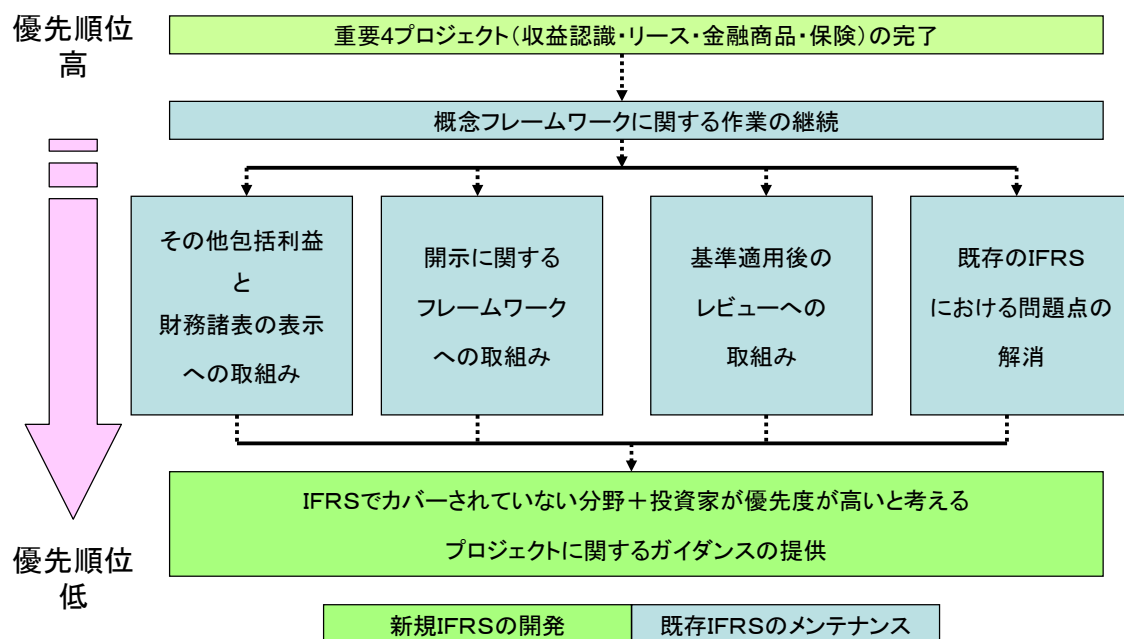 優先順位
高
重要4プロジェクト(収益認識・リース・金融商品・保険)の完了
概念フレームワークに関する作業の継続
その他包括利益
と
財務諸表の表示
への取組み
開示に関する
フレームワーク
への取組み
基準適用後の
レビューへの
取組み
既存のIFRS
における問題点の
解消
IFRSでカバーされていない分野+投資家が優先度が高いと考える
プロジェクトに関するガイダンスの提供
優先順位
低
新規IFRSの開発
既存IFRSのメンテナンス